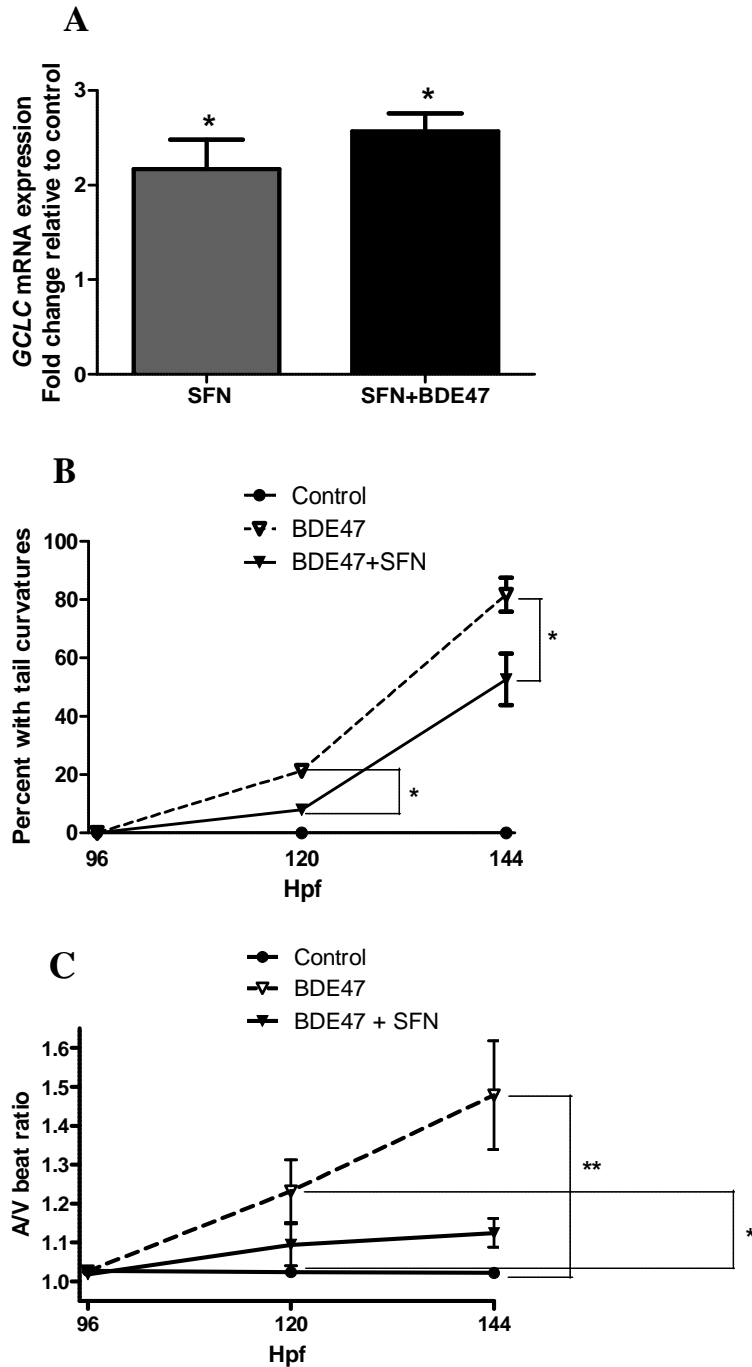 A
GCLC mRNA expression
Fold change relative to control
3
2
1
0
*
*
SFN
SFN+BDE47
B
Control
BDE47
BDE47+SFN
Percent with tail curvatures
100
80
60
40
20
0
*
*
96
120
144
Hpf
C
Control
BDE47
BDE47 + SFN
A/V beat ratio
1.6
1.5
1.4
1.3
1.2
1.1
1.0
**
*
96
120
144
Hpf